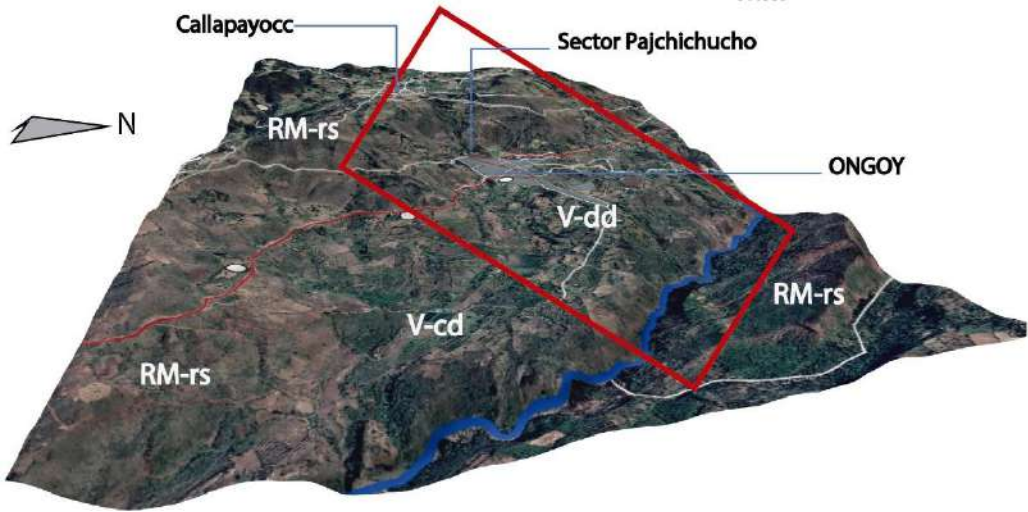 Callapayocc
Sector Pajchichucho
RM-rs
N
ONGOY
V-dd
RM-rs
V-cd
RM-rs